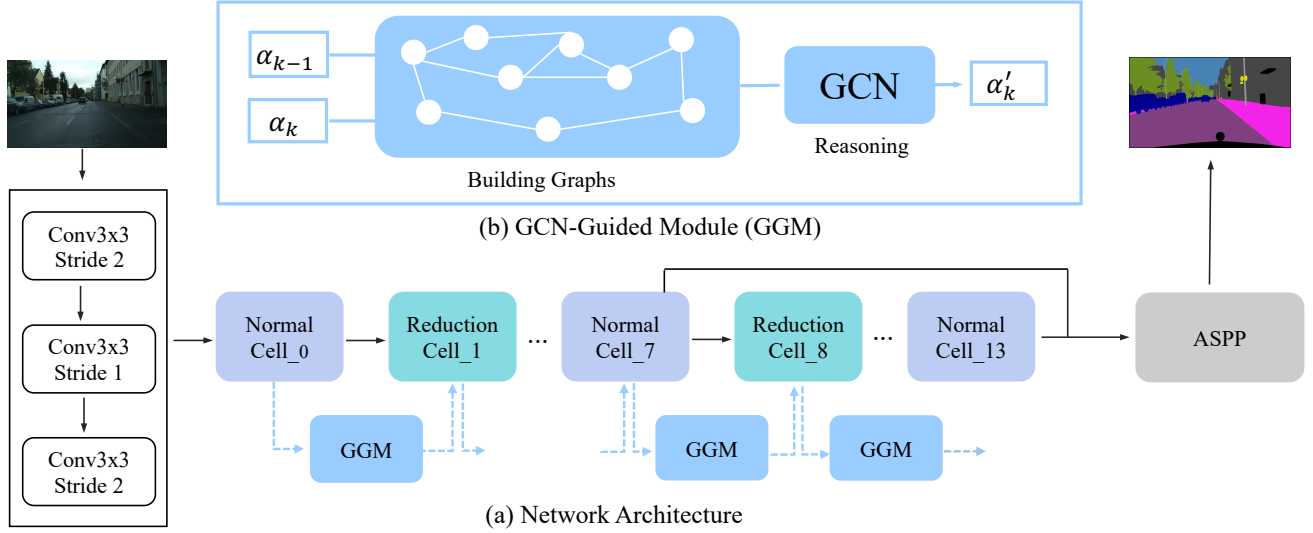 α_{k-1}
α_k
GCN
α'_k
Reasoning
Building Graphs
(b) GCN-Guided Module (GGM)
Conv3x3
Stride 2
Conv3x3
Stride 1
Conv3x3
Stride 2
Normal
Cell_0
Reduction
Cell_1
...
Normal
Cell_7
Reduction
Cell_8
...
Normal
Cell_13
ASPP
GGM
GGM
GGM
(a) Network Architecture